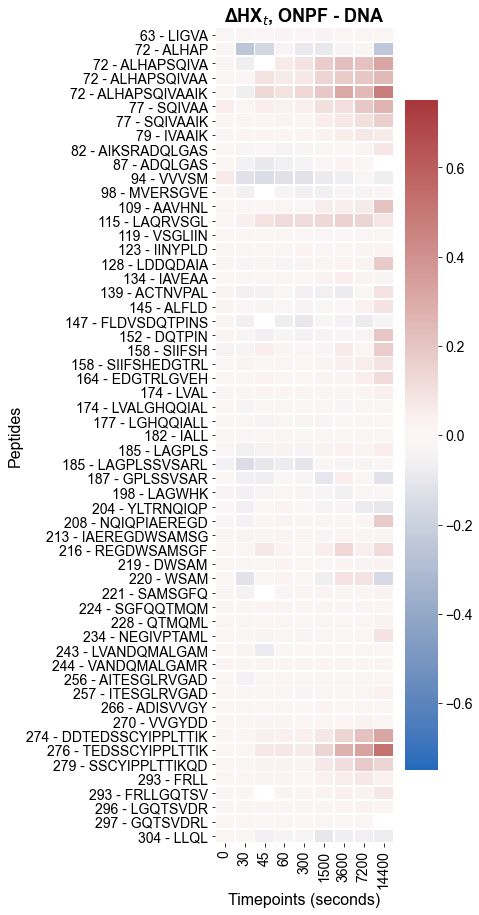 ΔHXt, ONPF - DNA
63 - LIGVA
72 - ALHAP
72 - ALHAPSQIVA
72 - ALHAPSQIVAA
72 - ALHAPSQIVAAIK
77 - SQIVAA
77 - SQIVAAIK
79 - IVAAIK
82 - AIKSRADQLGAS
87 - ADQLGAS
94 - VVVSM
98 - MVERSGVE
109 - AAVHNL
115 - LAQRVSGL
119 - VSGLIIN
123 - IINYPLD
128 - LDDQDAIA
134 - IAVEAA
139 - ACTNVPAL
145 - ALFLD
147 - FLDVSDQTPINS
152 - DQTPIN
158 - SIIFSH
158 - SIIFSHEDGTRL
164 - EDGTRLGVEH
174 - LVAL
174 - LVALGHQQIAL
177 - LGHQQIALL
182 - IALL
185 - LAGPLS
185 - LAGPLSSVSARL
187 - GPLSSVSAR
198 - LAGWHK
204 - YLTRNQIQP
208 - NQIQPIAEREGD
213 - IAEREGDWSAMSG
216 - REGDWSAMSGF
219 - DWSAM
220 - WSAM
221 - SAMSGFQ
224 - SGFQQTMQM
228 - QTMQML
234 - NEGIVPTAML
243 - LVANDQMALGAM
244 - VANDQMALGAMR
256 - AITESGLRVGAD
257 - ITESGLRVGAD
266 - ADISVVGY
270 - VVGYDD
274 - DDTEDSSCYIPPLTTIK
276 - TEDSSCYIPPLTTIK
279 - SSCYIPPLTTIKQD
293 - FRLL
293 - FRLLGQTSV
296 - LGQTSVDR
297 - GQTSVDRL
304 - LLQL
Peptides
0
30
45
60
300
1500
3600
7200
14400
Timepoints (seconds)
0.6
0.4
0.2
0.0
−0.2
−0.4
−0.6